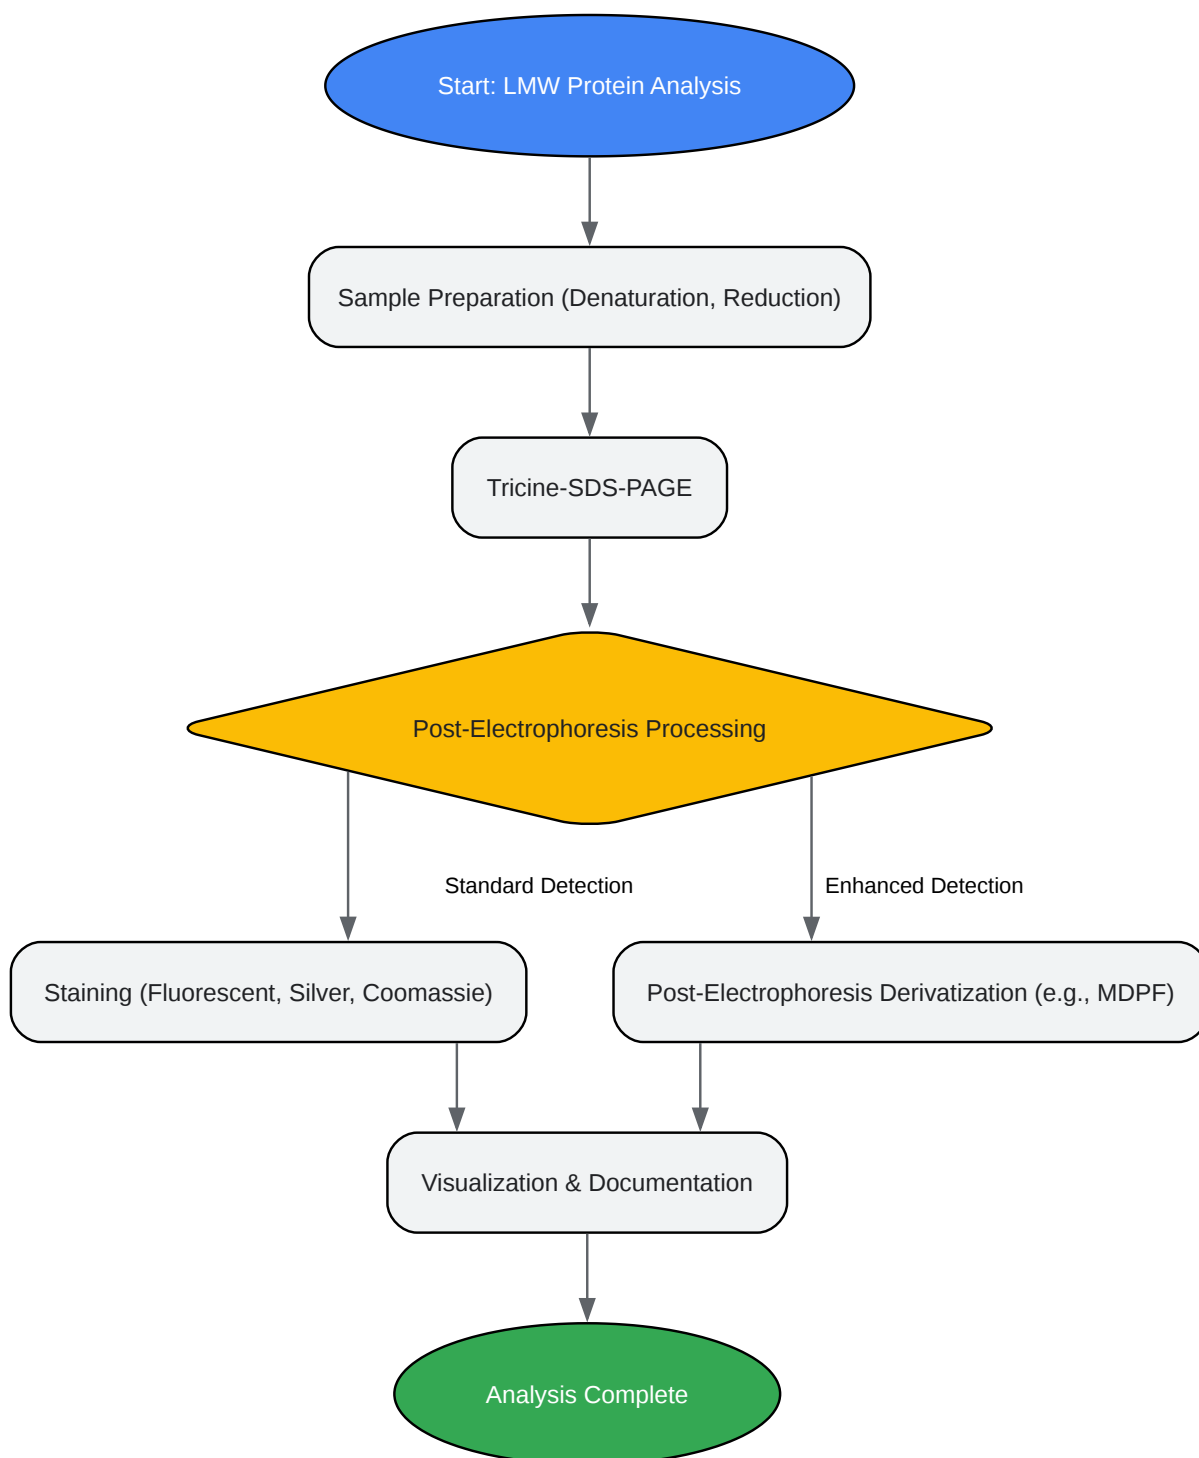 Start: LMW Protein Analysis
Sample Preparation (Denaturation, Reduction)
Tricine-SDS-PAGE
Post-Electrophoresis Processing
Standard Detection
Enhanced Detection
Staining (Fluorescent, Silver, Coomassie)
Post-Electrophoresis Derivatization (e.g., MDPF)
Visualization & Documentation
Analysis Complete